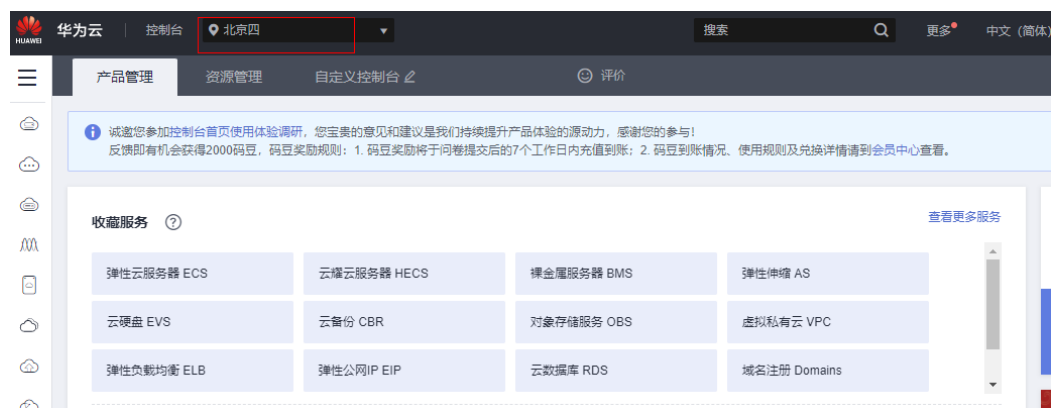 HUAWEI
华为云 控制台 北京四 搜索 更多 中文（简体）
产品管理 资源管理 自定义控制台 评价
诚邀您参加控制台首页使用体验调研，您宝贵的意见和建议是我们持续提升产品体验的源动力，感谢您的参与！
反馈即有机会获得2000码豆，码豆奖励规则：1. 码豆奖励将于问卷提交后的7个工作日内充值到账；2. 码豆到账情况、使用规则及兑换详情请到会员中心查看。
收藏服务 ? 查看更多服务
弹性云服务器 ECS 云耀云服务器 HECS 裸金属服务器 BMS 弹性伸缩 AS
云硬盘 EVS 云备份 CBR 对象存储服务 OBS 虚拟私有云 VPC
弹性负载均衡 ELB 弹性公网IP EIP 云数据库 RDS 域名注册 Domains